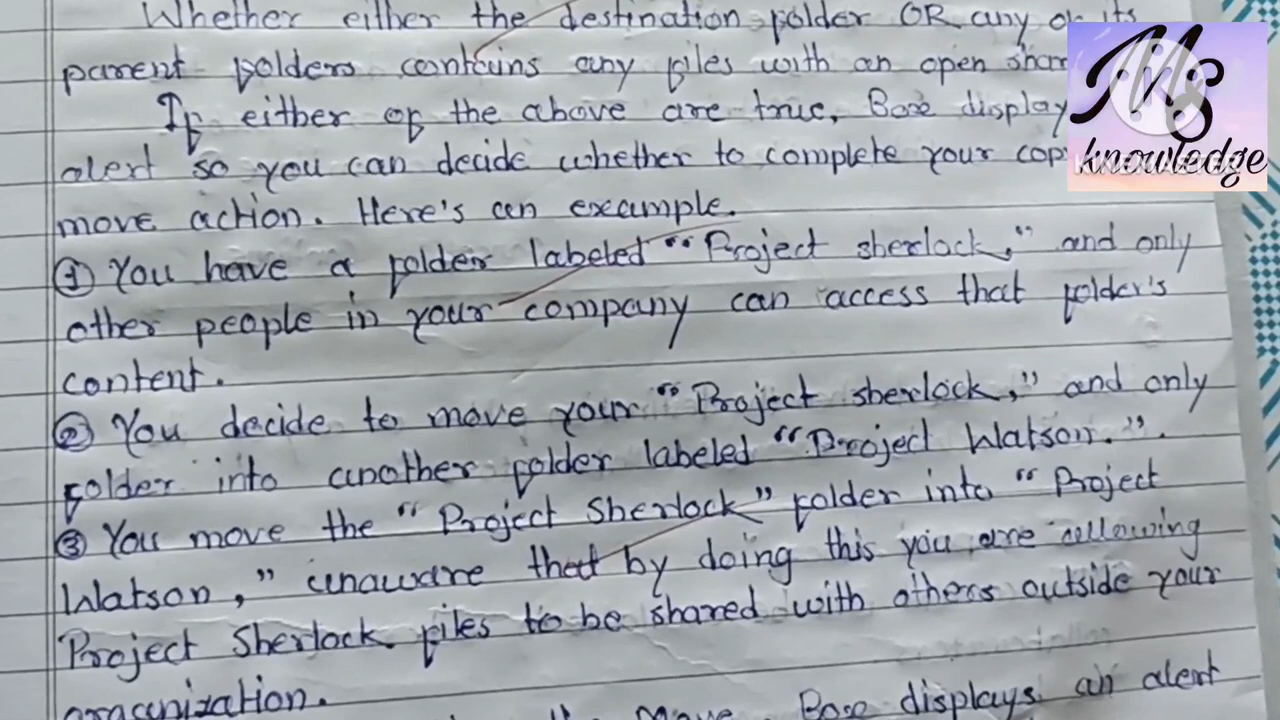 Whether either the destination folder OR any of its
parent folders contains any files with an open shar
If either of the above are true, Box display
alert so you can decide whether to complete your cop
move action. Here's an example.
① You have a folder labeled "Project sherlock," and only
other people in your company can access that folder's
content.
② You decide to move your "Project sherlock," and only
folder into another folder labeled "Project Watson.".
③ You move the "Project Sherlock" folder into "Project
Watson," unaware that by doing this you are allowing
Project Sherlock files to be shared with others outside your
organization.
Move, Box displays an alert
MS
knowledge